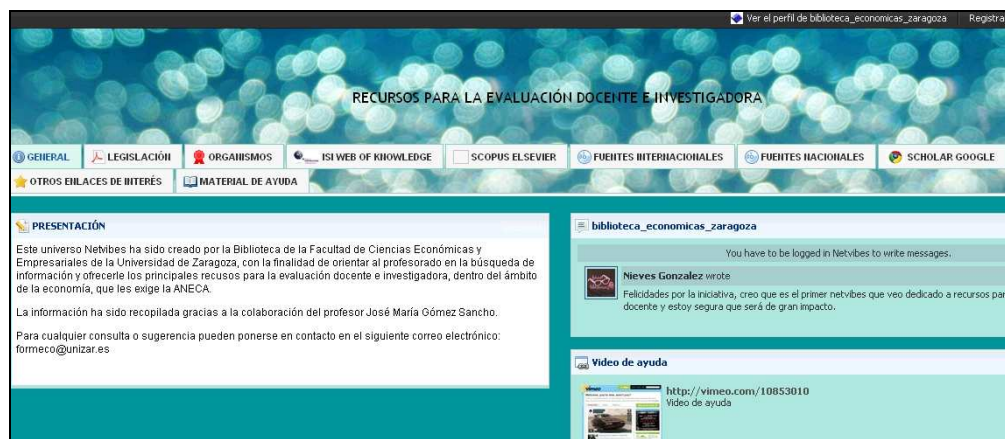 Ver el perfil de biblioteca_economicas_zaragoza
Registra
RECURSOS PARA LA EVALUACIÓN DOCENTE E INVESTIGADORA
GENERAL
LEGISLACIÓN
ORGANISMOS
ISI WEB OF KNOWLEDGE
SCOPUS ELSEVIER
FUENTES INTERNACIONALES
FUENTES NACIONALES
SCHOLAR GOOGLE
OTROS ENLACES DE INTERÉS
MATERIAL DE AYUDA
PRESENTACIÓN
Este universo Netvibes ha sido creado por la Biblioteca de la Facultad de Ciencias Económicas y
Empresariales de la Universidad de Zaragoza, con la finalidad de orientar al profesorado en la búsqueda de
información y ofrecerle los principales recusos para la evaluación docente e investigadora, dentro del ámbito
de la economía, que les exige la ANECA.
La información ha sido recopilada gracias a la colaboración del profesor José María Gómez Sancho.
Para cualquier consulta o sugerencia pueden ponerse en contacto en el siguiente correo electrónico:
formeco@unizar.es
biblioteca_economicas_zaragoza
You have to be logged in Netvibes to write messages.
Nieves Gonzalez wrote
Felicidades por la iniciativa, creo que es el primer netvibes que veo dedicado a recursos par
docente y estoy segura que será de gran impacto.
Video de ayuda
http://vimeo.com/10853010
Video de ayuda